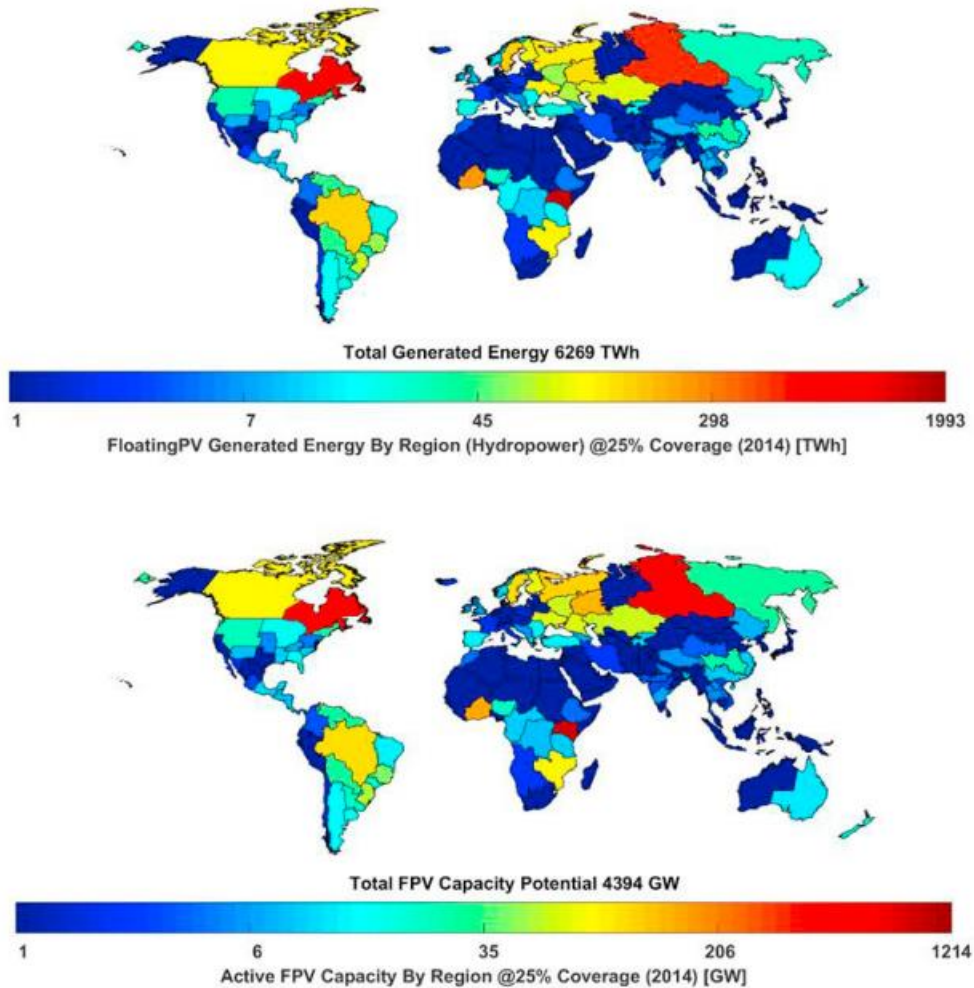 Total Generated Energy 6269 TWh
1 7 45 298 1993
FloatingPV Generated Energy By Region (Hydropower) @25% Coverage (2014) [TWh]
Total FPV Capacity Potential 4394 GW
1 6 35 206 1214
Active FPV Capacity By Region @25% Coverage (2014) [GW]